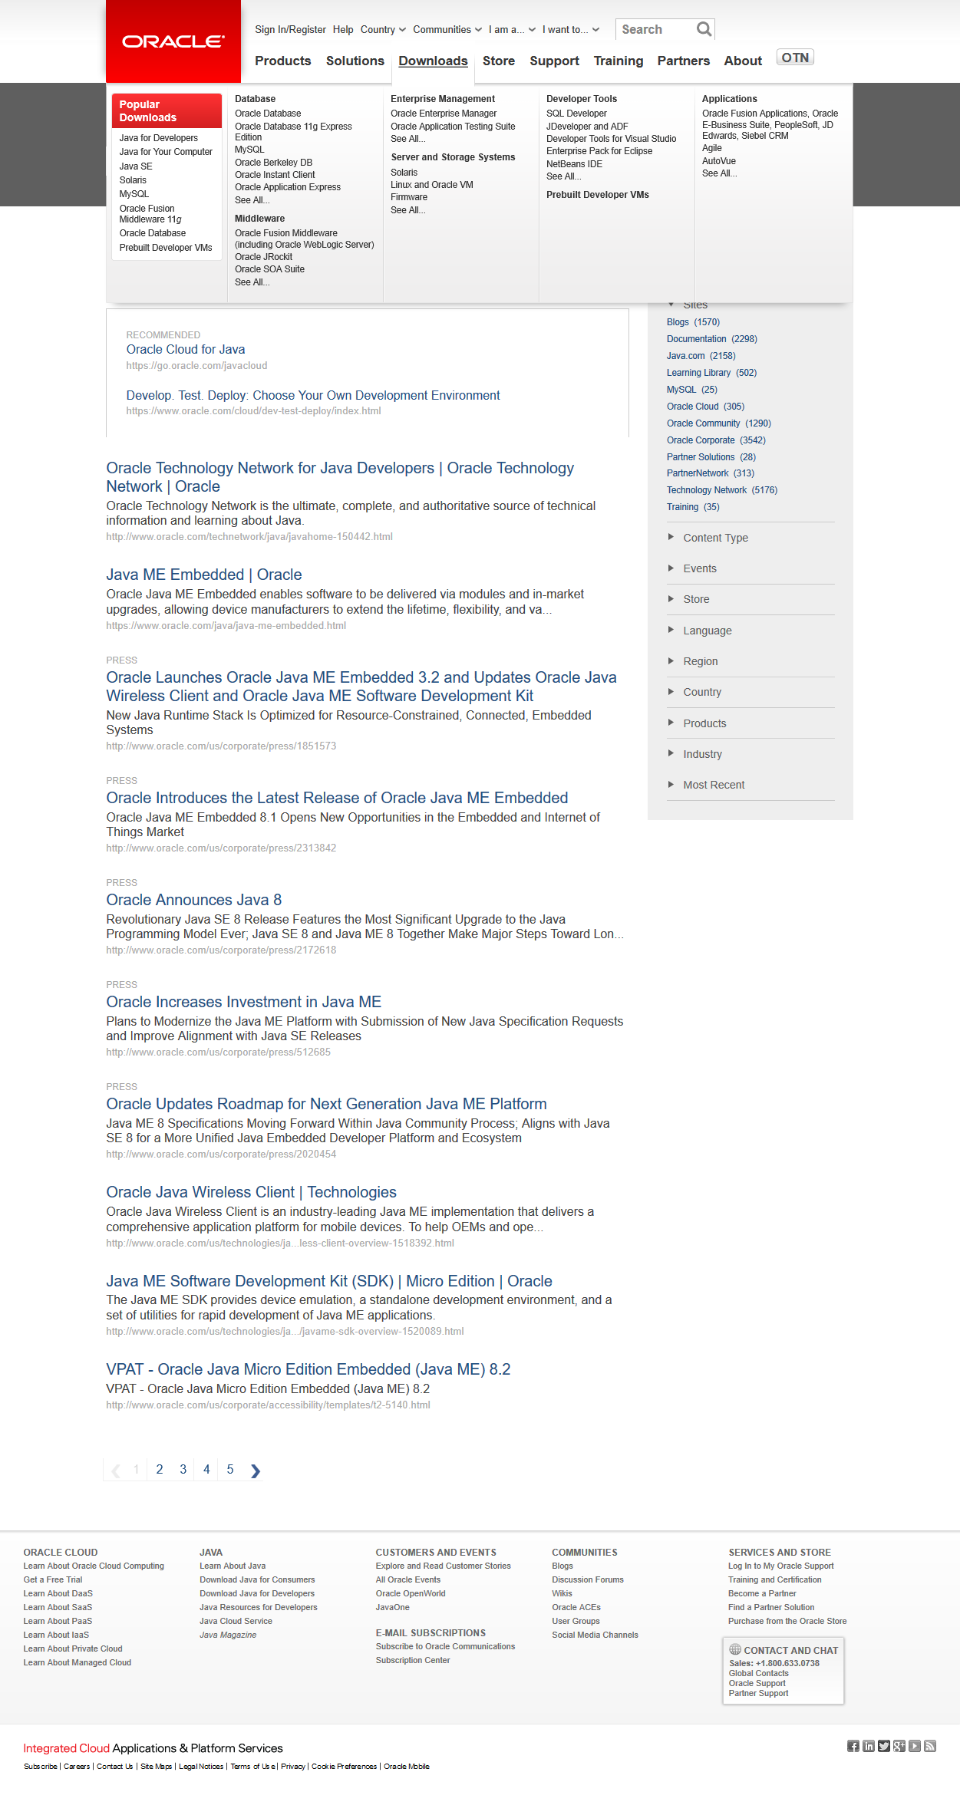 ORACLE
Sign In/Register Help Country Communities I am a... I want to... Search
Products Solutions Downloads Store Support Training Partners About OTN
Popular
Downloads
Java for Developers
Java for Your Computer
Java SE
Solaris
MySQL
Oracle Fusion
Middleware 11g
Oracle Database
Prebuilt Developer VMs
Database
Oracle Database
Oracle Database 11g Express
Edition
MySQL
Oracle Berkeley DB
Oracle Instant Client
Oracle Application Express
See All...
Middleware
Oracle Fusion Middleware
(including Oracle WebLogic Server)
Oracle JRockit
Oracle SOA Suite
See All...
Enterprise Management
Oracle Enterprise Manager
Oracle Application Testing Suite
See All...
Server and Storage Systems
Solaris
Linux and Oracle VM
Firmware
See All...
Developer Tools
SQL Developer
JDeveloper and ADF
Developer Tools for Visual Studio
Enterprise Pack for Eclipse
NetBeans IDE
See All...
Prebuilt Developer VMs
Applications
Oracle Fusion Applications, Oracle
E-Business Suite, PeopleSoft, JD
Edwards, Siebel CRM
Agile
AutoVue
See All...
RECOMMENDED
Oracle Cloud for Java
https://go.oracle.com/javacloud
Develop. Test. Deploy: Choose Your Own Development Environment
https://www.oracle.com/cloud/dev-test-deploy/index.html
Oracle Technology Network for Java Developers | Oracle Technology
Network | Oracle
Oracle Technology Network is the ultimate, complete, and authoritative source of technical
information and learning about Java.
http://www.oracle.com/technetwork/java/javahome-150442.html
Java ME Embedded | Oracle
Oracle Java ME Embedded enables software to be delivered via modules and in-market
upgrades, allowing device manufacturers to extend the lifetime, flexibility, and va...
https://www.oracle.com/java/java-me-embedded.html
PRESS
Oracle Launches Oracle Java ME Embedded 3.2 and Updates Oracle Java
Wireless Client and Oracle Java ME Software Development Kit
New Java Runtime Stack Is Optimized for Resource-Constrained, Connected, Embedded
Systems
http://www.oracle.com/us/corporate/press/1851573
PRESS
Oracle Introduces the Latest Release of Oracle Java ME Embedded
Oracle Java ME Embedded 8.1 Opens New Opportunities in the Embedded and Internet of
Things Market
http://www.oracle.com/us/corporate/press/2313842
PRESS
Oracle Announces Java 8
Revolutionary Java SE 8 Release Features the Most Significant Upgrade to the Java
Programming Model Ever; Java SE 8 and Java ME 8 Together Make Major Steps Toward Lon...
http://www.oracle.com/us/corporate/press/2172618
PRESS
Oracle Increases Investment in Java ME
Plans to Modernize the Java ME Platform with Submission of New Java Specification Requests
and Improve Alignment with Java SE Releases
http://www.oracle.com/us/corporate/press/512685
PRESS
Oracle Updates Roadmap for Next Generation Java ME Platform
Java ME 8 Specifications Moving Forward Within Java Community Process; Aligns with Java
SE 8 for a More Unified Java Embedded Developer Platform and Ecosystem
http://www.oracle.com/us/corporate/press/2020454
Oracle Java Wireless Client | Technologies
Oracle Java Wireless Client is an industry-leading Java ME implementation that delivers a
comprehensive application platform for mobile devices. To help OEMs and ope...
http://www.oracle.com/us/technologies/ja...less-client-overview-1518392.html
Java ME Software Development Kit (SDK) | Micro Edition | Oracle
The Java ME SDK provides device emulation, a standalone development environment, and a
set of utilities for rapid development of Java ME applications.
http://www.oracle.com/us/technologies/ja.../javame-sdk-overview-1520089.html
VPAT - Oracle Java Micro Edition Embedded (Java ME) 8.2
VPAT - Oracle Java Micro Edition Embedded (Java ME) 8.2
http://www.oracle.com/us/corporate/accessibility/templates/t2-5140.html
1 2 3 4 5
Sites
Blogs (1570)
Documentation (2298)
Java.com (2158)
Learning Library (502)
MySQL (25)
Oracle Cloud (305)
Oracle Community (1290)
Oracle Corporate (3542)
Partner Solutions (28)
PartnerNetwork (313)
Technology Network (5176)
Training (35)
Content Type
Events
Store
Language
Region
Country
Products
Industry
Most Recent
ORACLE CLOUD
Learn About Oracle Cloud Computing
Get a Free Trial
Learn About DaaS
Learn About SaaS
Learn About PaaS
Learn About IaaS
Learn About Private Cloud
Learn About Managed Cloud
JAVA
Learn About Java
Download Java for Consumers
Download Java for Developers
Java Resources for Developers
Java Cloud Service
Java Magazine
CUSTOMERS AND EVENTS
Explore and Read Customer Stories
All Oracle Events
Oracle OpenWorld
JavaOne
E-MAIL SUBSCRIPTIONS
Subscribe to Oracle Communications
Subscription Center
COMMUNITIES
Blogs
Discussion Forums
Wikis
Oracle ACEs
User Groups
Social Media Channels
SERVICES AND STORE
Log In to My Oracle Support
Training and Certification
Become a Partner
Find a Partner Solution
Purchase from the Oracle Store
CONTACT AND CHAT
Sales: +1.800.633.0738
Global Contacts
Oracle Support
Partner Support
Integrated Cloud Applications & Platform Services
Subscribe | Careers | Contact Us | Site Maps | Legal Notices | Terms of Use | Privacy | Cookie Preferences | Oracle Mobile